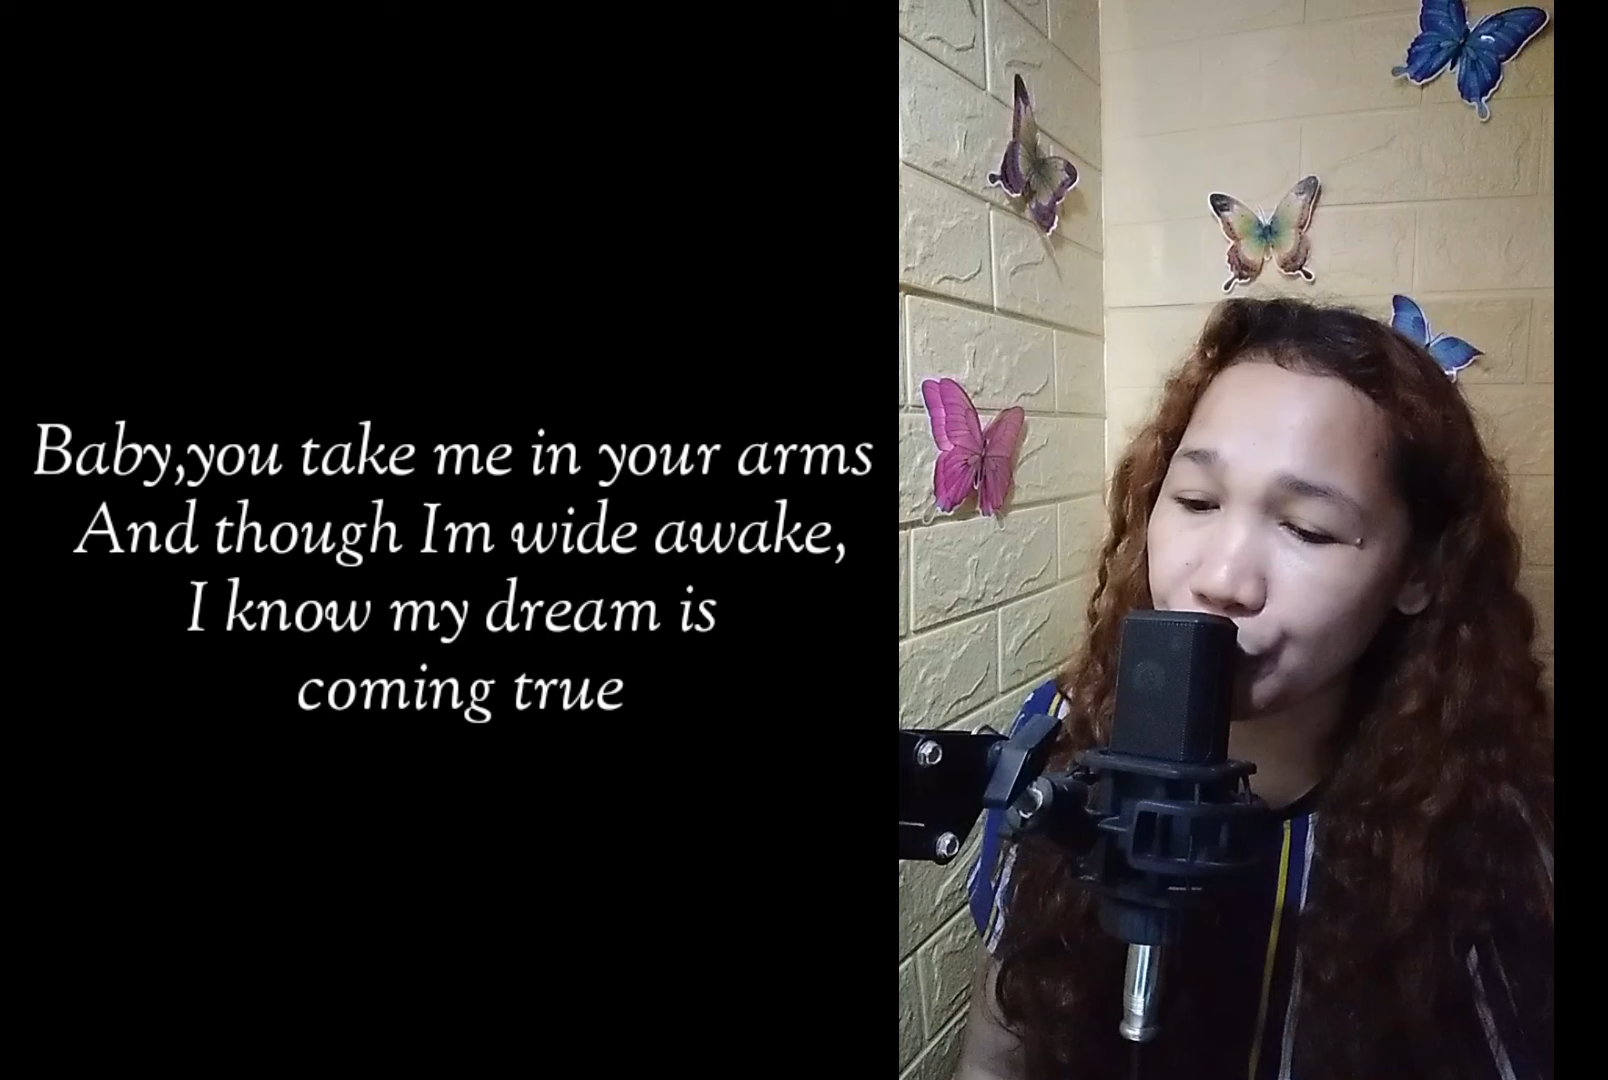 Baby,you take me in your arms
And though Im wide awake,
I know my dream is
coming true